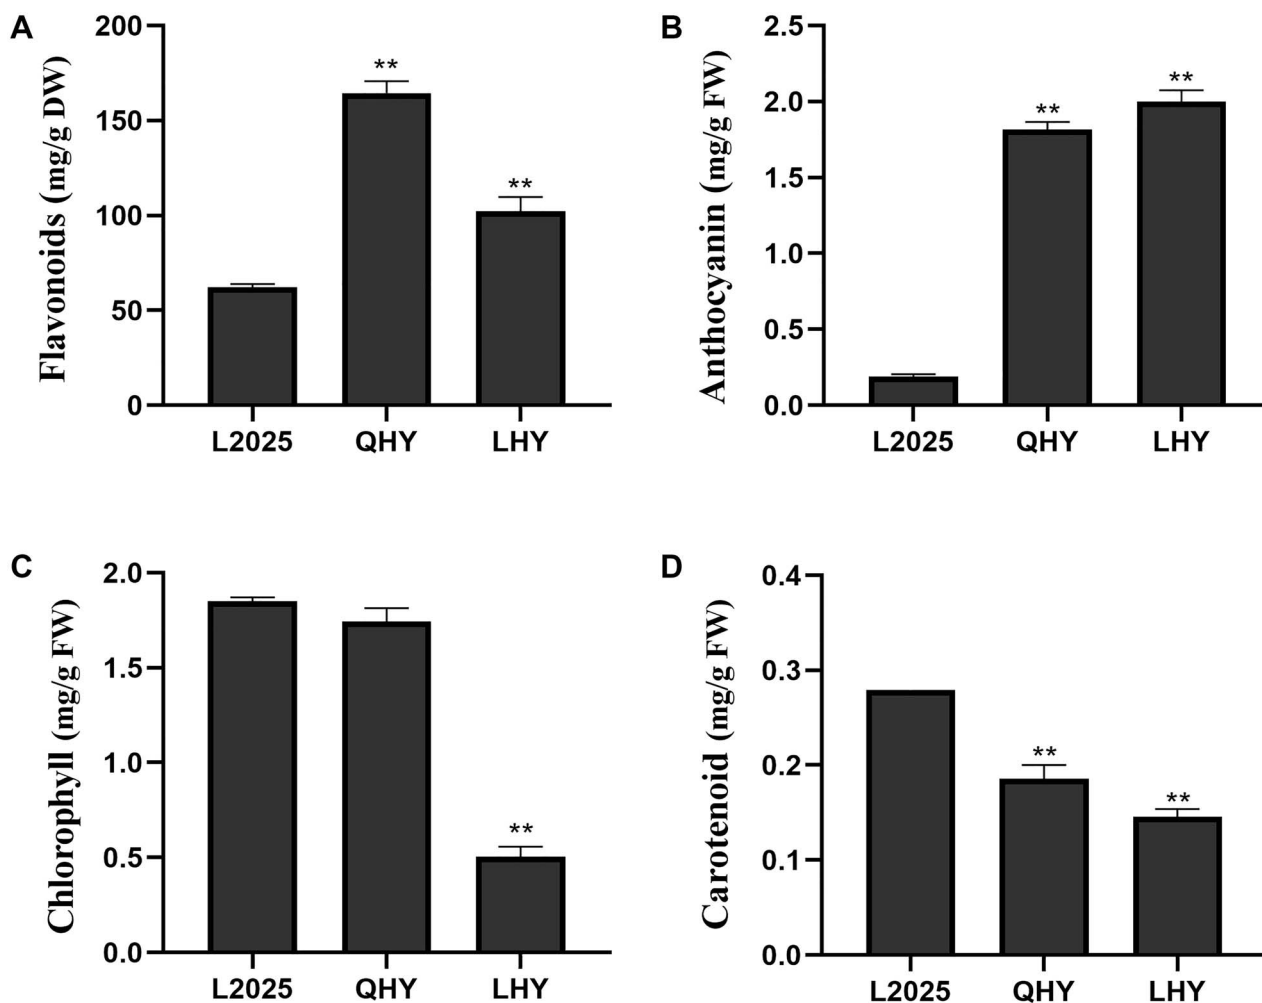 A
Flavonoids (mg/g DW)
200
150
100
50
0
**
**
L2025 QHY LHY
B
Anthocyanin (mg/g FW)
2.5
2.0
1.5
1.0
0.5
0.0
**
**
L2025 QHY LHY
C
Chlorophyll (mg/g FW)
2.0
1.5
1.0
0.5
0.0
**
L2025 QHY LHY
D
Carotenoid (mg/g FW)
0.4
0.3
0.2
0.1
0.0
**
**
L2025 QHY LHY